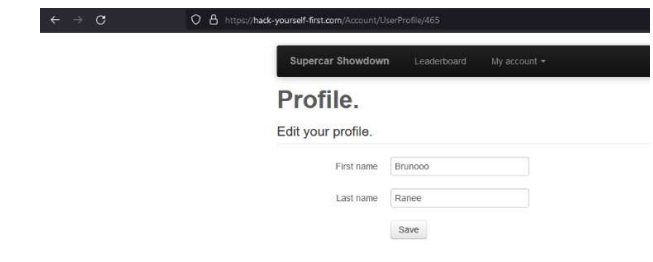 https://hack-yourself-first.com/Account/UserProfile/465
Supercar Showdown Leaderboard My account
Profile.
Edit your profile.
First name Brunooo
Last name Ranee
Save